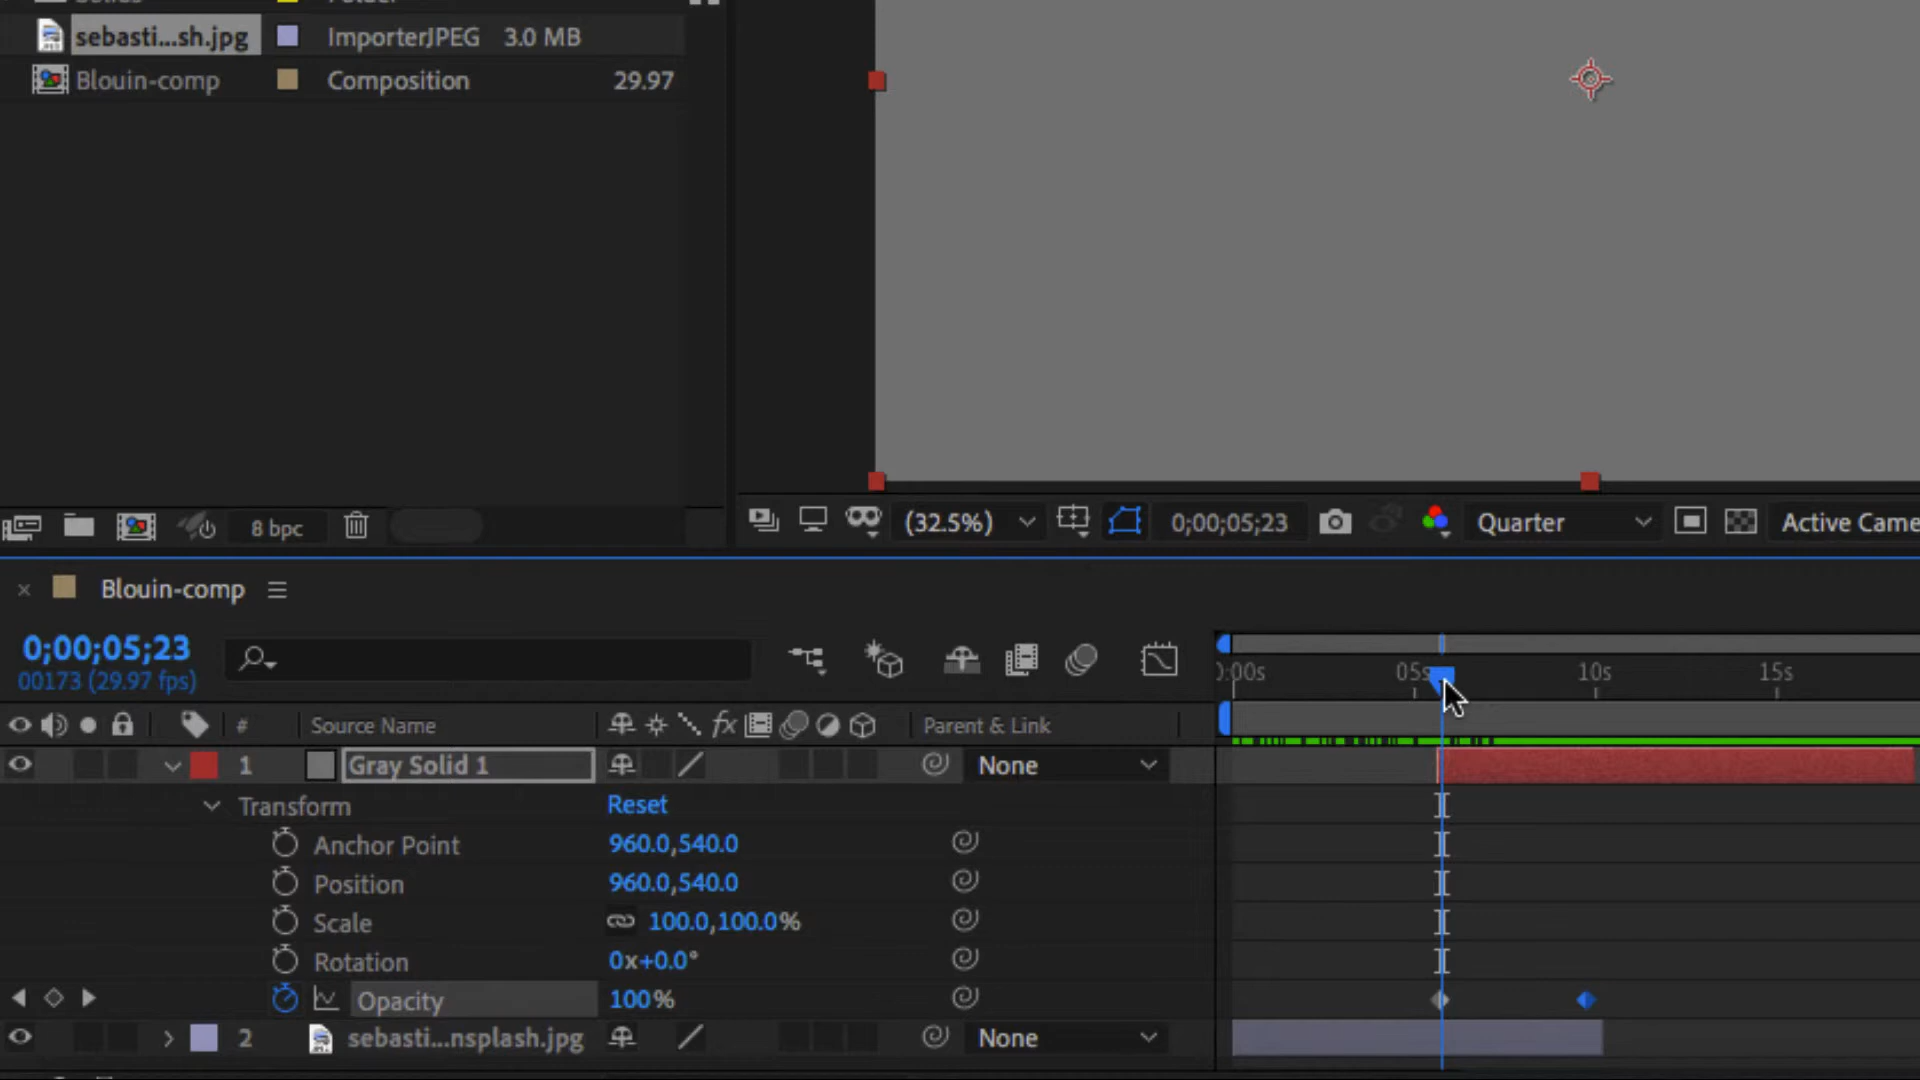 Solids Folder
sebasti...sh.jpg ImporterJPEG 3.0 MB
Blouin-comp Composition 29.97
8 bpc
(32.5%) 0;00;05;23 Quarter Active Came
Blouin-comp
0;00;05;23
00173 (29.97 fps)
0:00s 05s 10s 15s
# Source Name fx Parent & Link
1 Gray Solid 1 None
Transform Reset
Anchor Point 960.0,540.0
Position 960.0,540.0
Scale 100.0,100.0%
Rotation 0x+0.0°
Opacity 100%
2 sebasti...nsplash.jpg None